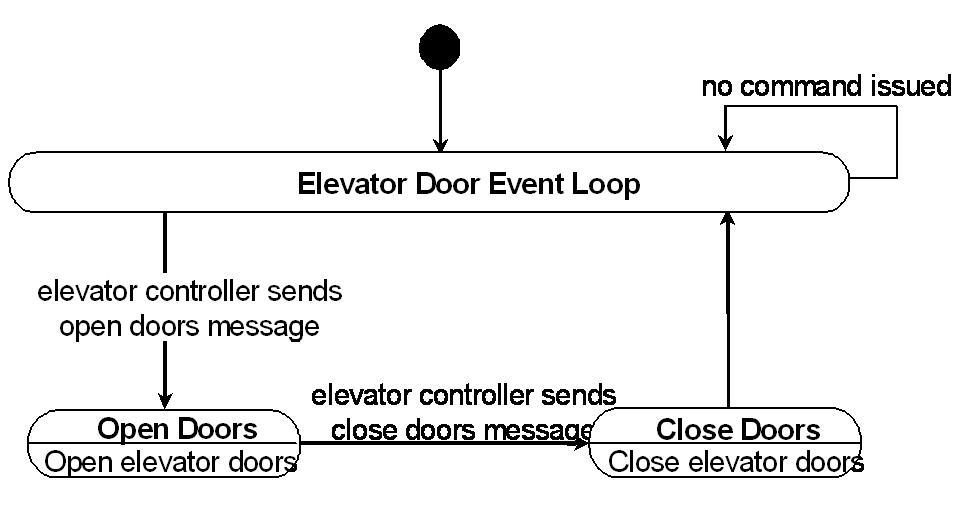 no command issued
Elevator Door Event Loop
elevator controller sends
open doors message
elevator controller sends
close doors message
Open Doors
Open elevator doors
Close Doors
Close elevator doors